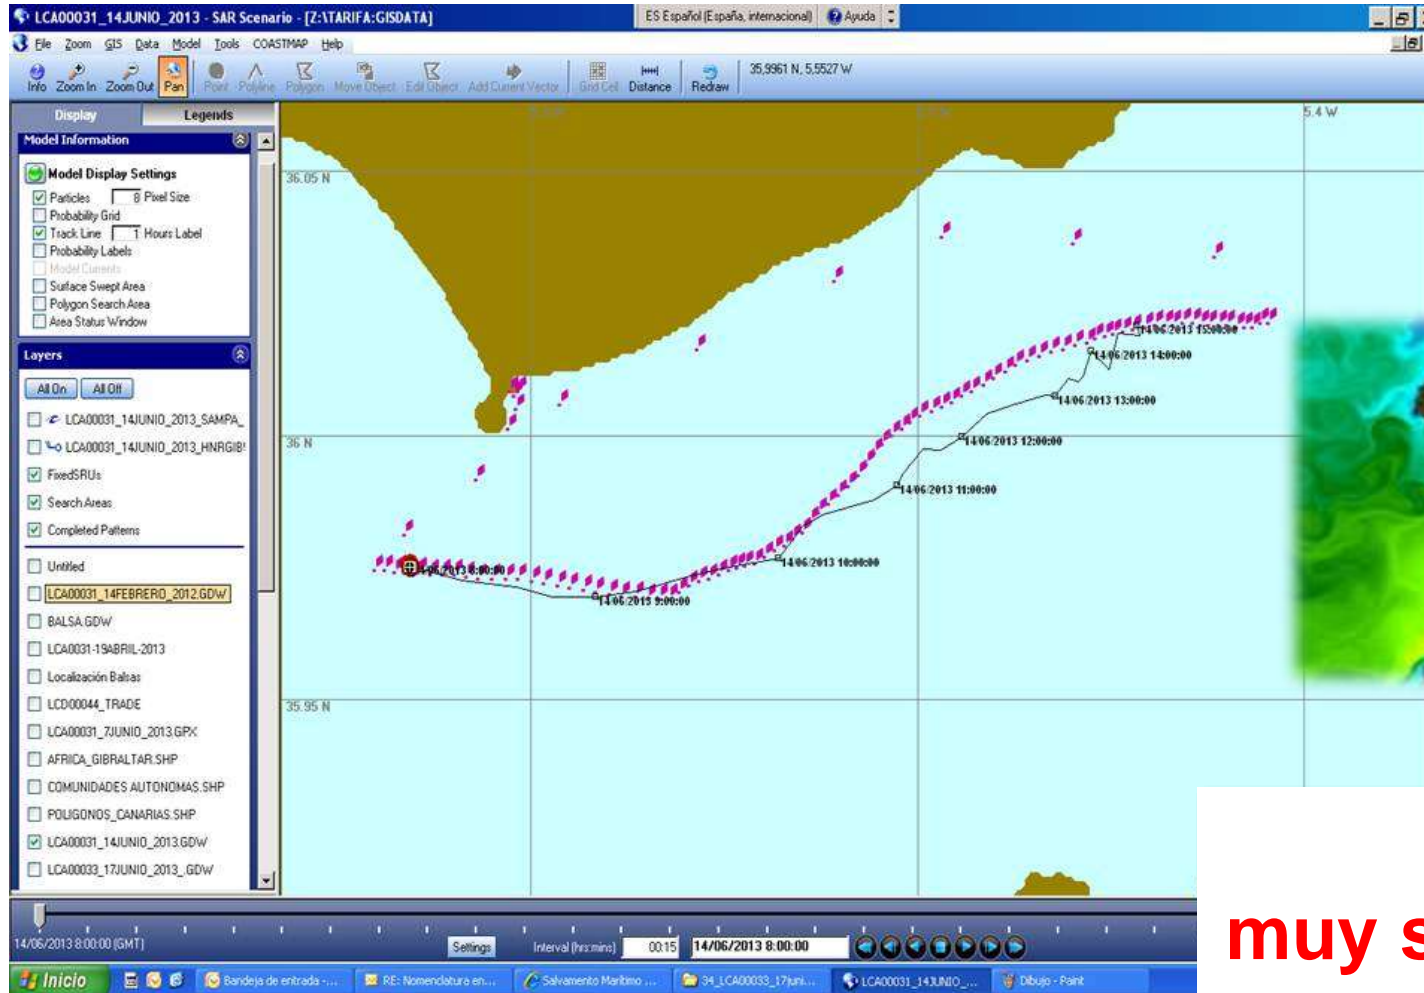 LCA00031_14JUNIO_2013 - SAR Scenario - [Z:\TARIFA:GISDATA]
ES Español (España, internacional) Ayuda
File Zoom GIS Data Model Tools COASTMAP Help
Info Zoom In Zoom Out Pan Point Polyline Polygon Move Object Edit Object Add Current Vector Grid Cell Distance Redraw 35,9961 N, 5,5527 W
Display Legends
Model Information
Model Display Settings
Particles 8 Pixel Size
Probability Grid
Track Line 1 Hours Label
Probability Labels
Model Currents
Surface Swept Area
Polygon Search Area
Area Status Window
Layers
All On All Off
LCA00031_14JUNIO_2013_SAMPA_
LCA00031_14JUNIO_2013_HNRGIB
FixedSRUs
Search Areas
Completed Patterns
Untitled
LCA00031_14FEBRERO_2012.GDW
BALSA.GDW
LCA0031-19ABRIL-2013
Localización Balsas
LCD00044_TRADE
LCA00031_7JUNIO_2013.GPX
AFRICA_GIBRALTAR.SHP
COMUNIDADES AUTONOMAS.SHP
POLIGONOS_CANARIAS.SHP
LCA00031_14JUNIO_2013.GDW
LCA00033_17JUNIO_2013_.GDW
5.4 W
36.05 N
36 N
35.95 N
14/06/2013 15:00:00
14/06/2013 14:00:00
14/06/2013 13:00:00
14/06/2013 12:00:00
14/06/2013 11:00:00
14/06/2013 10:00:00
14/06/2013 8:00:00
14/06/2013 9:00:00
muy s
14/06/2013 8:00:00 (GMT)
Settings Interval (hrs:mins) 00:15 14/06/2013 8:00:00
Inicio Bandeja de entrada -... RE: Nomenclatura en... Salvamento Marítimo ... 34_LCA00033_17juni... LCA00031_14JUNIO_... Dibujo - Paint